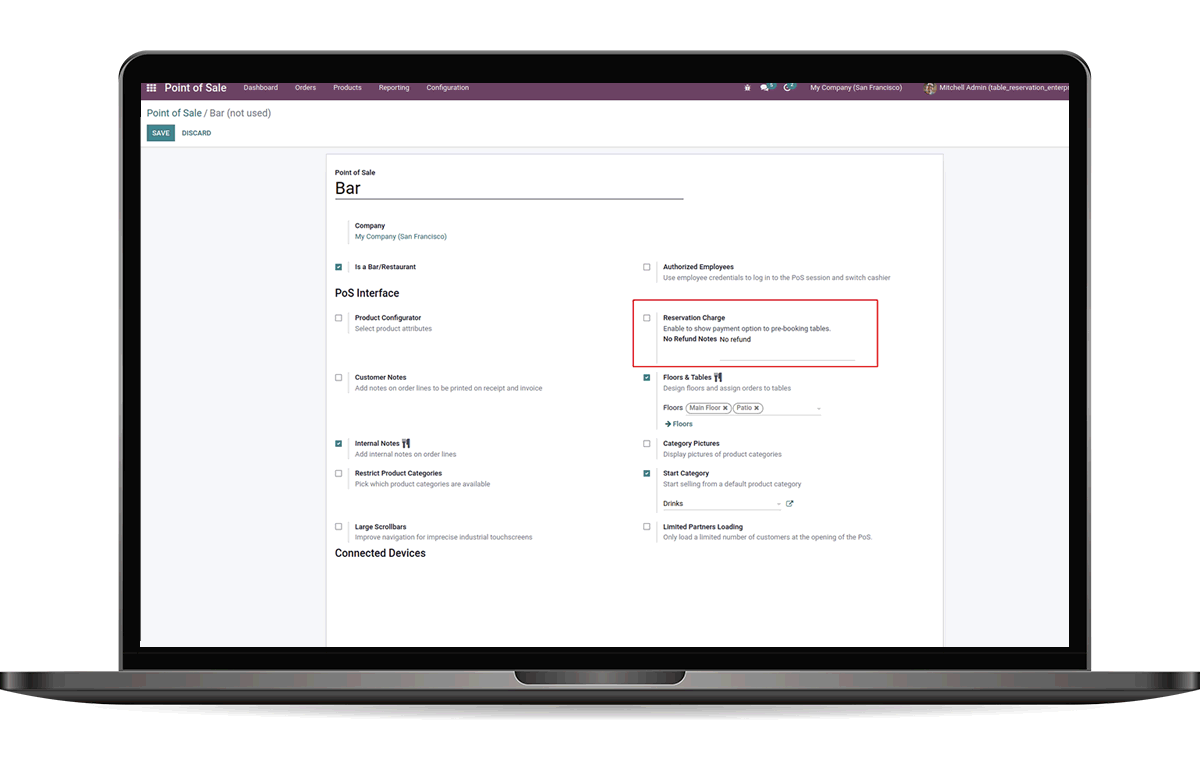 Point of Sale Dashboard Orders Products Reporting Configuration My Company (San Francisco) Mitchell Admin (table_reservation_enterpr
Point of Sale / Bar (not used)
SAVE DISCARD
Point of Sale
Bar
Company
My Company (San Francisco)
Is a Bar/Restaurant
Authorized Employees
Use employee credentials to log in to the PoS session and switch cashier
PoS Interface
Product Configurator
Select product attributes
Reservation Charge
Enable to show payment option to pre-booking tables.
No Refund Notes No refund
Customer Notes
Add notes on order lines to be printed on receipt and invoice
Floors & Tables
Design floors and assign orders to tables
Floors Main Floor Patio
Floors
Internal Notes
Add internal notes on order lines
Category Pictures
Display pictures of product categories
Restrict Product Categories
Pick which product categories are available
Start Category
Start selling from a default product category
Drinks
Large Scrollbars
Improve navigation for imprecise industrial touchscreens
Limited Partners Loading
Only load a limited number of customers at the opening of the PoS.
Connected Devices